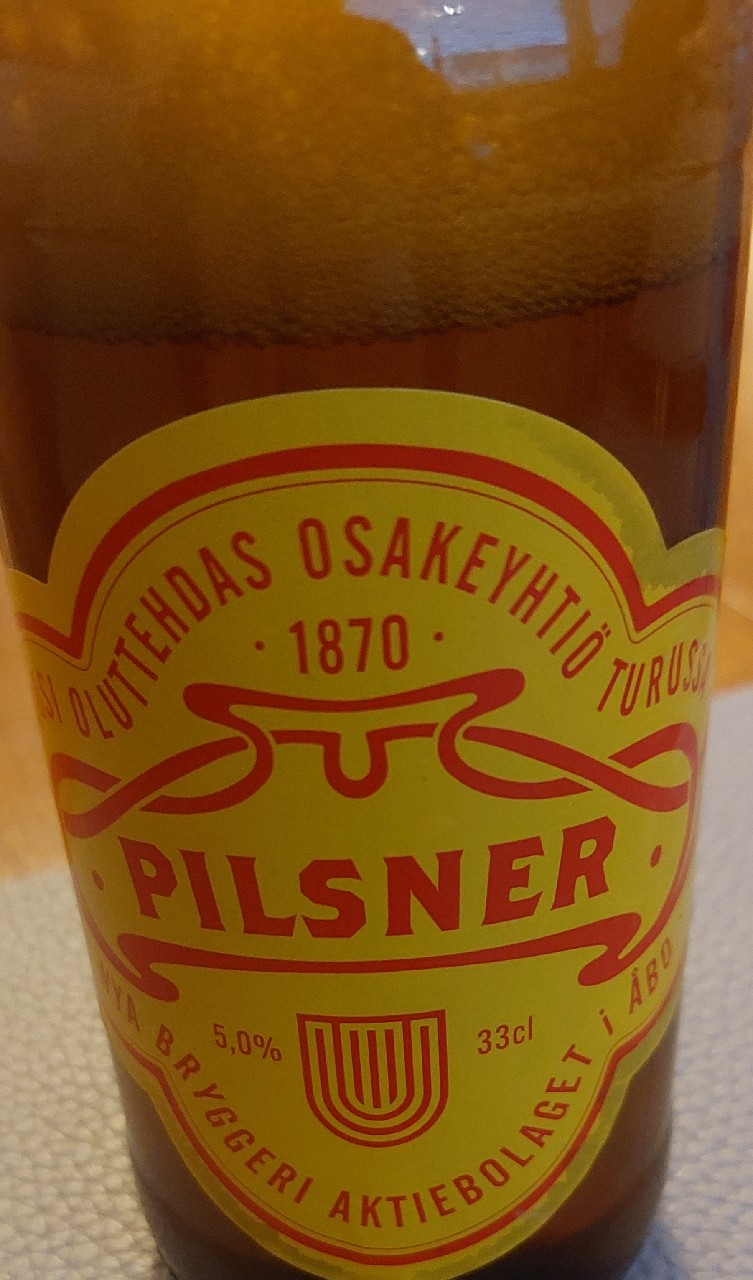 OLUTTEHDAS OSAKEYHTIÖ TURUSSA
· 1870 ·
· PILSNER ·
5,0% 33cl
NYA BRYGGERI AKTIEBOLAGET i ÅBO